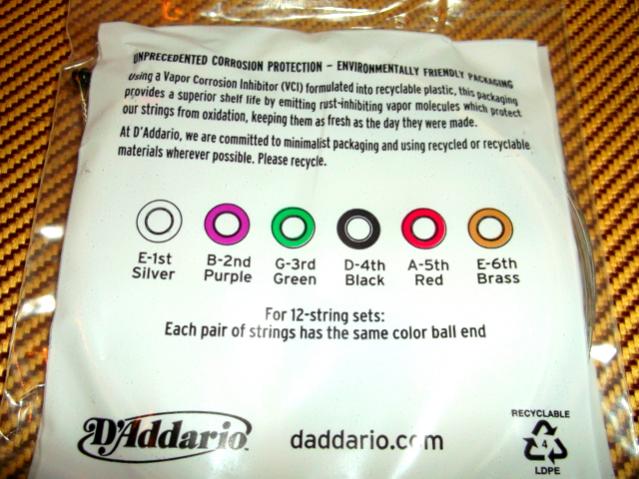 UNPRECEDENTED CORROSION PROTECTION – ENVIRONMENTALLY FRIENDLY PACKAGING
Using a Vapor Corrosion Inhibitor (VCI) formulated into recyclable plastic, this packaging
provides a superior shelf life by emitting rust-inhibiting vapor molecules which protect
our strings from oxidation, keeping them as fresh as the day they were made.
At D'Addario, we are committed to minimalist packaging and using recycled or recyclable
materials wherever possible. Please recycle.
E-1st B-2nd G-3rd D-4th A-5th E-6th
Silver Purple Green Black Red Brass
For 12-string sets:
Each pair of strings has the same color ball end
D'Addario daddario.com
RECYCLABLE
4
LDPE